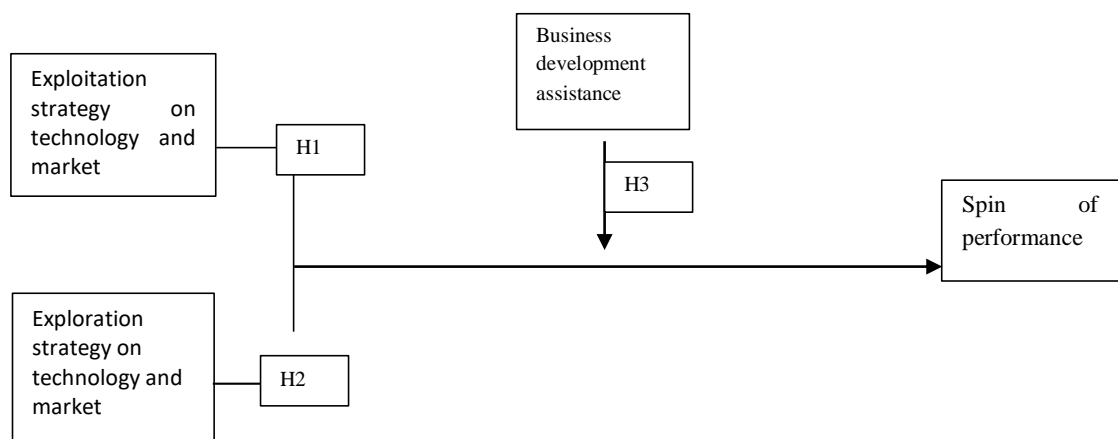 Exploitation
strategy on
technology and
market
H1
Business
development
assistance
H3
Spin of
performance
Exploration
strategy on
technology and
market
H2